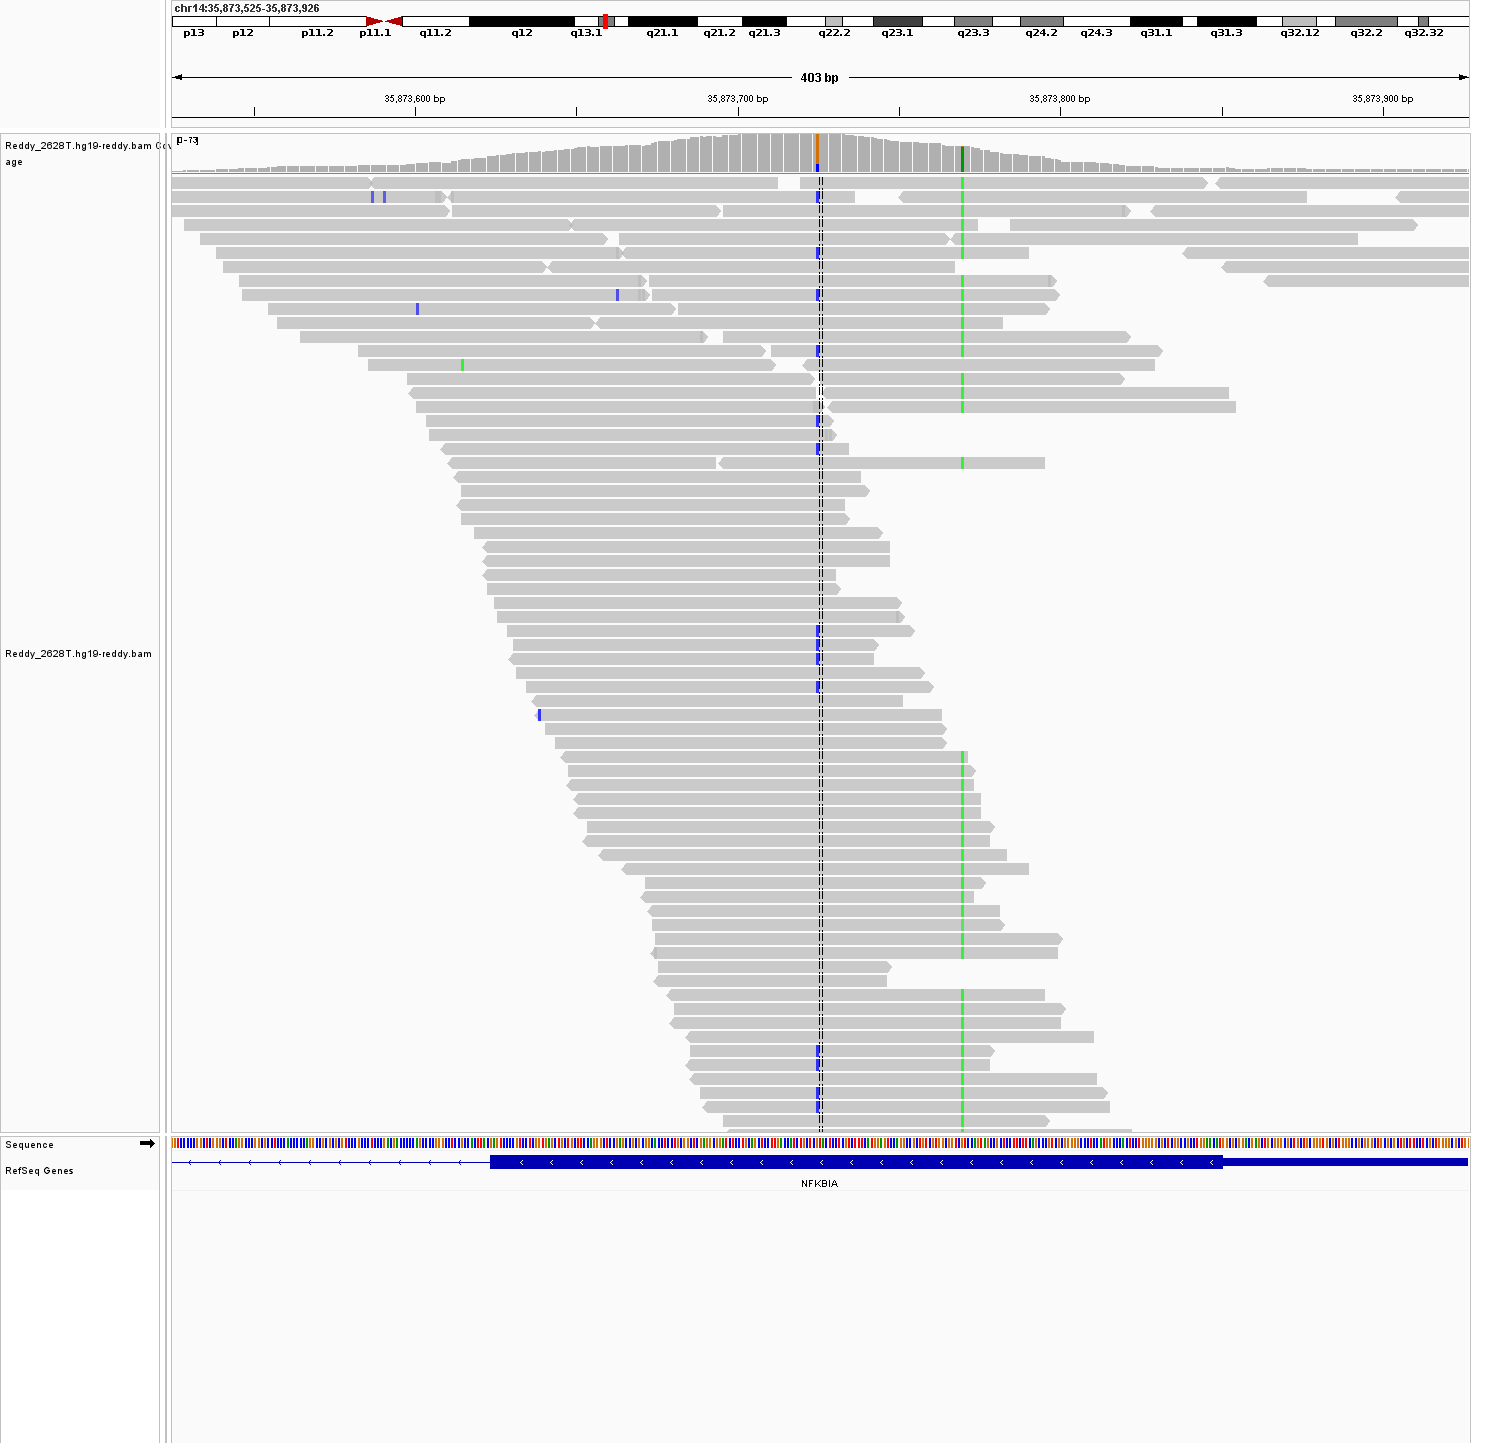 chr14:35,873,525-35,873,926
p13 p12 p11.2 p11.1 q11.2 q12 q13.1 q21.1 q21.2 q21.3 q22.2 q23.1 q23.3 q24.2 q24.3 q31.1 q31.3 q32.12 q32.2 q32.32
403 bp
35,873,600 bp 35,873,700 bp 35,873,800 bp 35,873,900 bp
[0 - 73]
Reddy_2628T.hg19-reddy.bam Cov
age
Reddy_2628T.hg19-reddy.bam
Sequence
RefSeq Genes
NFKBIA